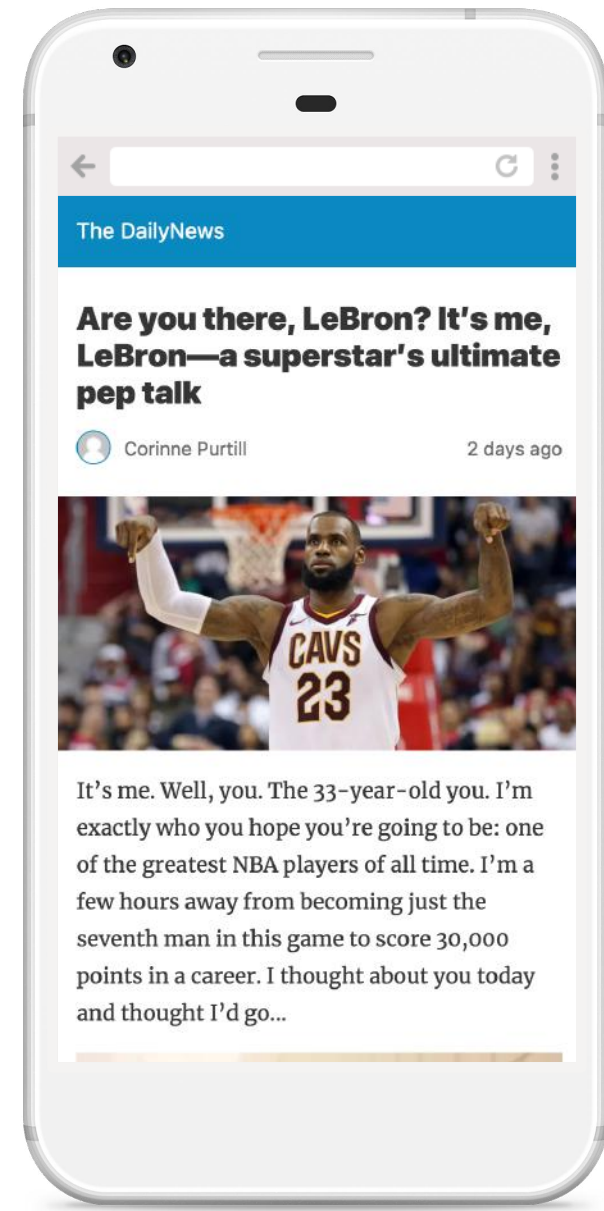 The DailyNews
Are you there, LeBron? It's me,
LeBron—a superstar's ultimate
pep talk
Corinne Purtill
2 days ago
CAVS
23
It's me. Well, you. The 33-year-old you. I'm
exactly who you hope you're going to be: one
of the greatest NBA players of all time. I'm a
few hours away from becoming just the
seventh man in this game to score 30,000
points in a career. I thought about you today
and thought I'd go...